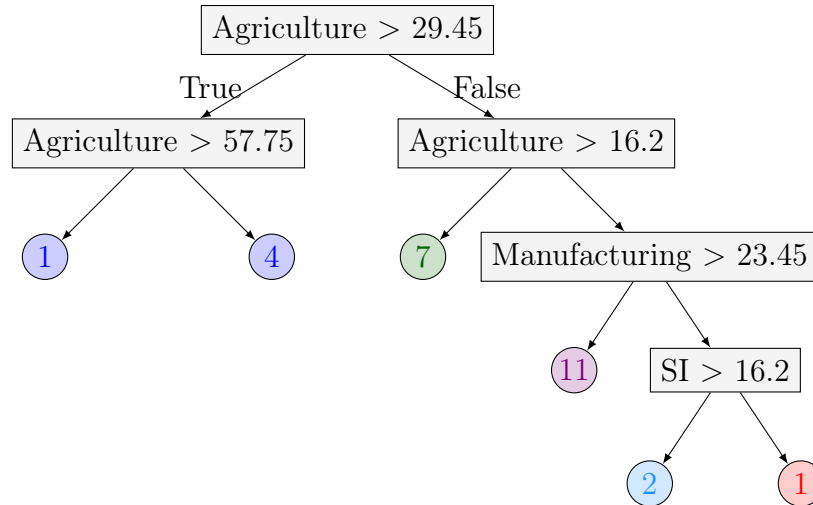 Agriculture > 29.45
True
False
Agriculture > 57.75
Agriculture > 16.2
1
4
7
Manufacturing > 23.45
11
SI > 16.2
2
1